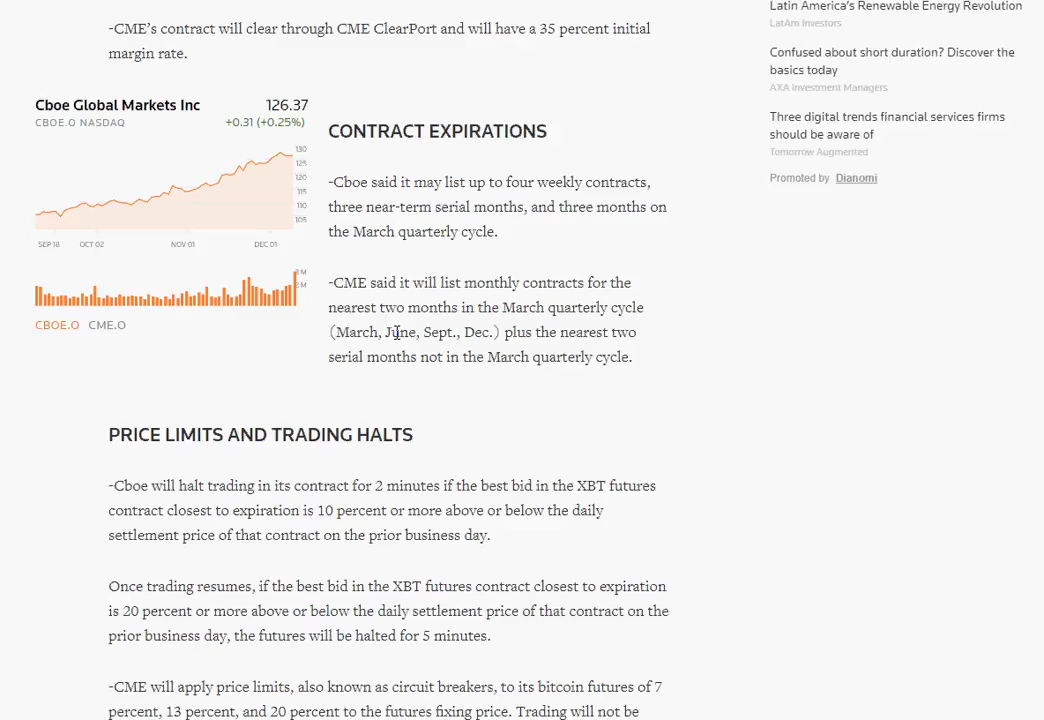 -CME’s contract will clear through CME ClearPort and will have a 35 percent initial
margin rate.
Cboe Global Markets Inc 126.37
CBOE.O NASDAQ +0.31 (+0.25%)
130
125
120
115
110
105
SEP 18 OCT 02 NOV 01 DEC 01
3 M
2 M
CBOE.O CME.O
CONTRACT EXPIRATIONS
-Cboe said it may list up to four weekly contracts,
three near-term serial months, and three months on
the March quarterly cycle.
-CME said it will list monthly contracts for the
nearest two months in the March quarterly cycle
(March, June, Sept., Dec.) plus the nearest two
serial months not in the March quarterly cycle.
PRICE LIMITS AND TRADING HALTS
-Cboe will halt trading in its contract for 2 minutes if the best bid in the XBT futures
contract closest to expiration is 10 percent or more above or below the daily
settlement price of that contract on the prior business day.
Once trading resumes, if the best bid in the XBT futures contract closest to expiration
is 20 percent or more above or below the daily settlement price of that contract on the
prior business day, the futures will be halted for 5 minutes.
-CME will apply price limits, also known as circuit breakers, to its bitcoin futures of 7
percent, 13 percent, and 20 percent to the futures fixing price. Trading will not be
Latin America’s Renewable Energy Revolution
LatAm Investors
Confused about short duration? Discover the
basics today
AXA Investment Managers
Three digital trends financial services firms
should be aware of
Tomorrow Augmented
Promoted by Dianomi